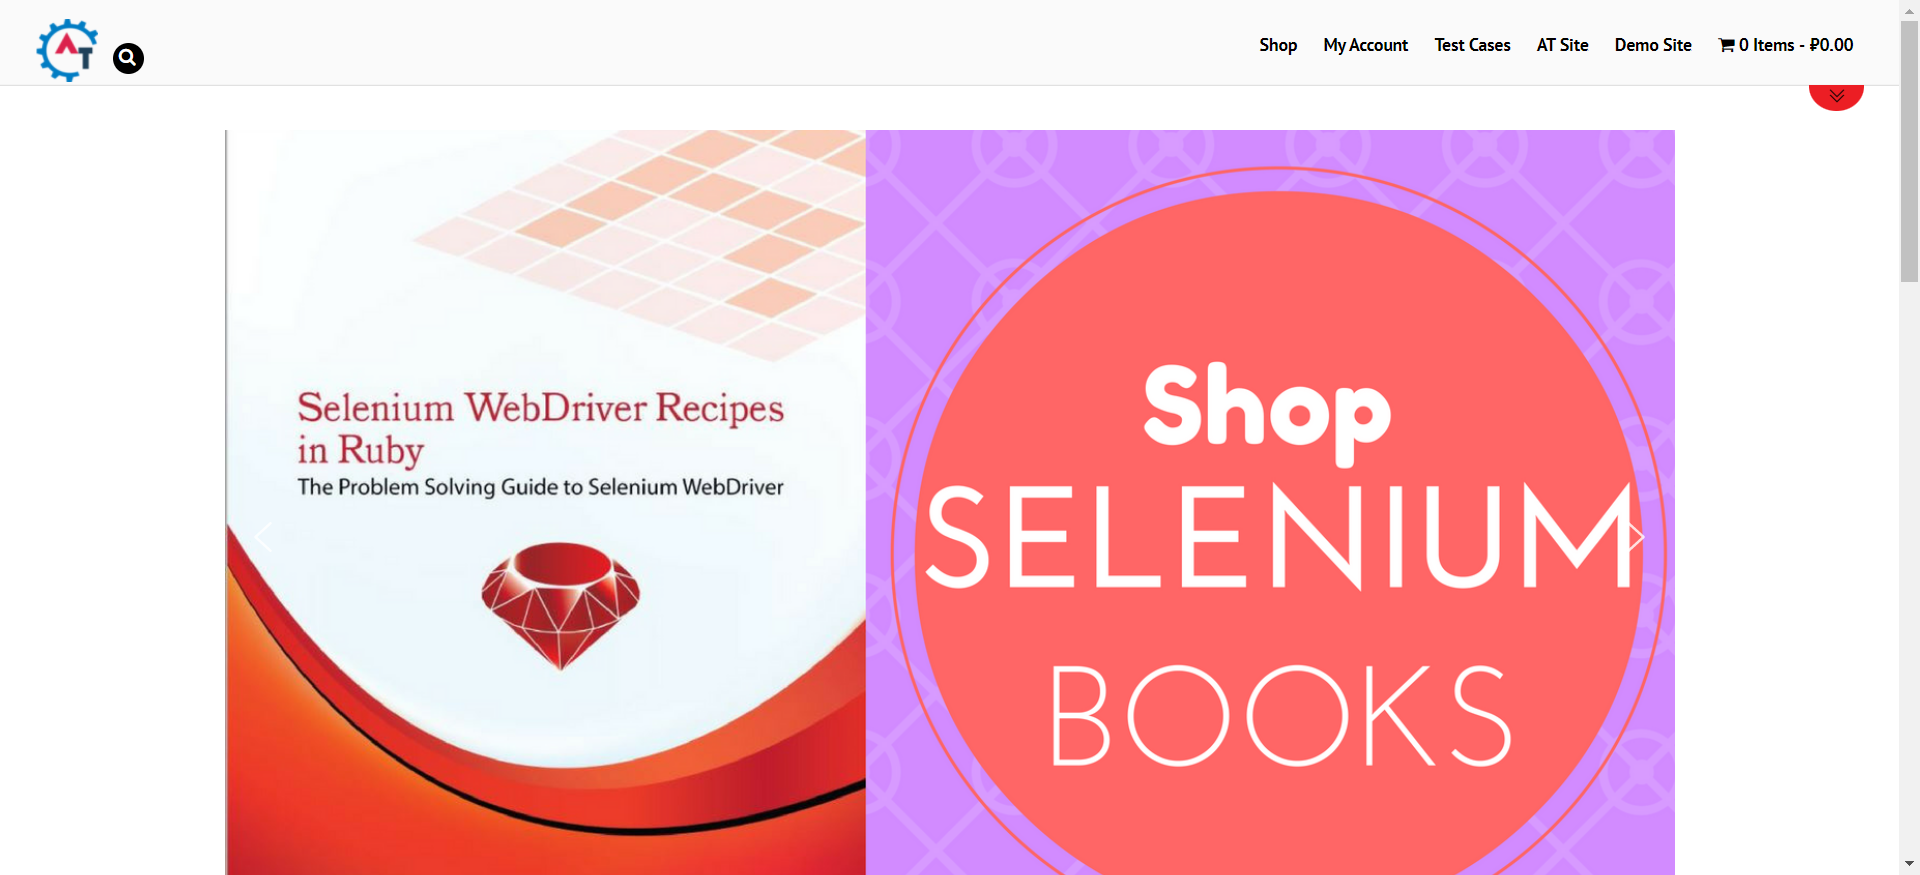 AT
Shop
My Account
Test Cases
AT Site
Demo Site
0 Items - ₽0.00
Selenium WebDriver Recipes
in Ruby
The Problem Solving Guide to Selenium WebDriver
Shop
SELENIUM
BOOKS